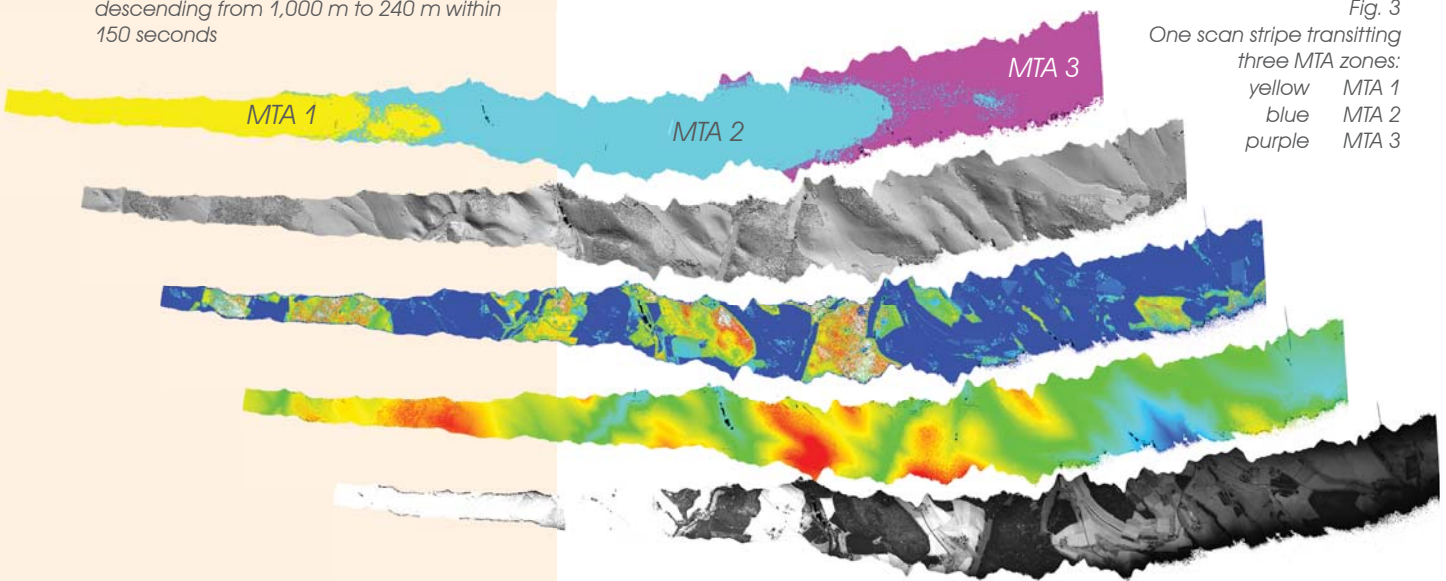 descending from 1,000 m to 240 m within
150 seconds
Fig. 3
One scan stripe transitting
three MTA zones:
yellow MTA 1
blue MTA 2
purple MTA 3
MTA 1
MTA 2
MTA 3